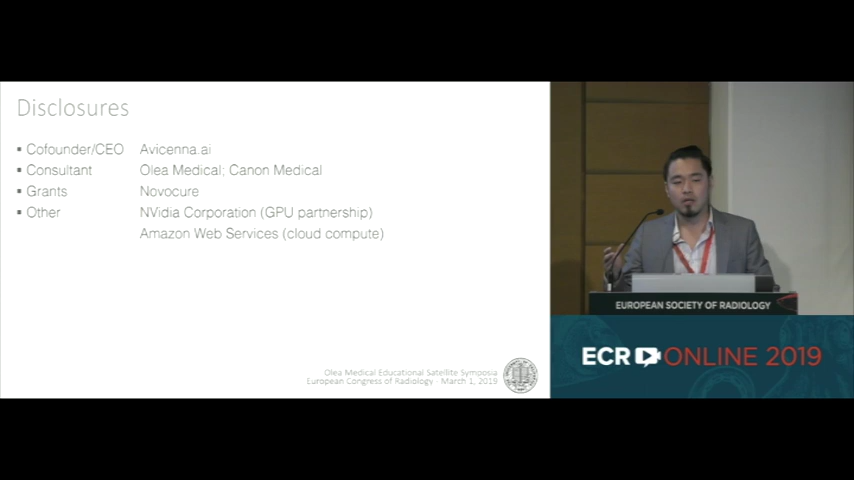 Disclosures
▪ Cofounder/CEO Avicenna.ai
▪ Consultant Olea Medical; Canon Medical
▪ Grants Novocure
▪ Other NVidia Corporation (GPU partnership)
Amazon Web Services (cloud compute)
Olea Medical Educational Satellite Symposia
European Congress of Radiology - March 1, 2019
EUROPEAN SOCIETY OF RADIOLOGY
ECR ONLINE 2019